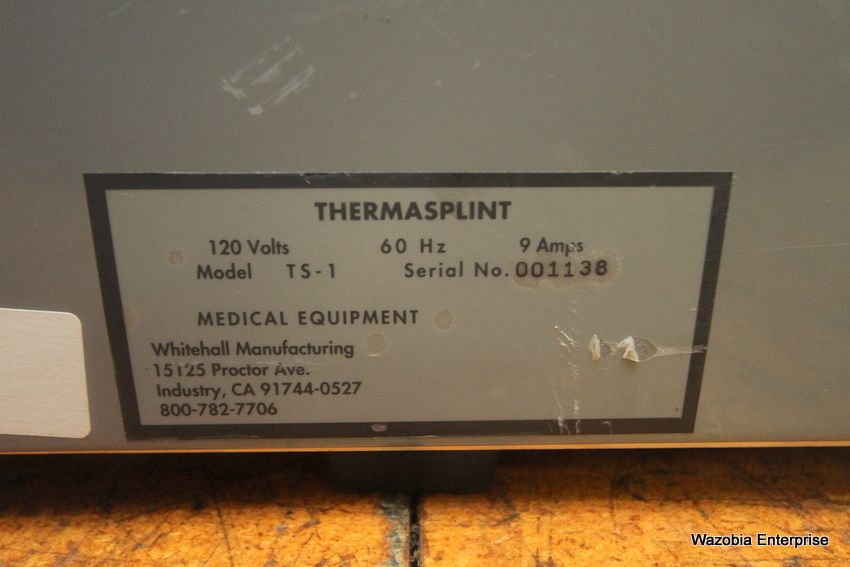 THERMASPLINT
120 Volts 60 Hz 9 Amps
Model TS-1 Serial No. 001138
MEDICAL EQUIPMENT
Whitehall Manufacturing
15125 Proctor Ave.
Industry, CA 91744-0527
800-782-7706
Wazobia Enterprise